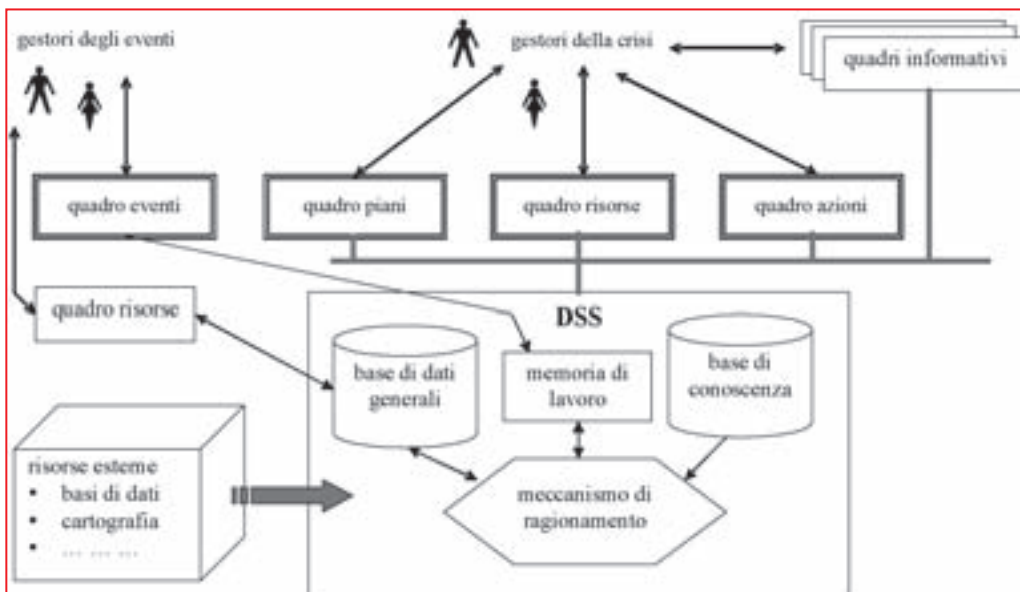 gestori degli eventi
gestori della crisi
quadri informativi
quadro eventi
quadro piani
quadro risorse
quadro azioni
quadro risorse
DSS
base di dati
generali
memoria di
lavoro
base di
conoscenza
risorse esterne
• basi di dati
• cartografia
• ... ... ...
meccanismo di
ragionamento